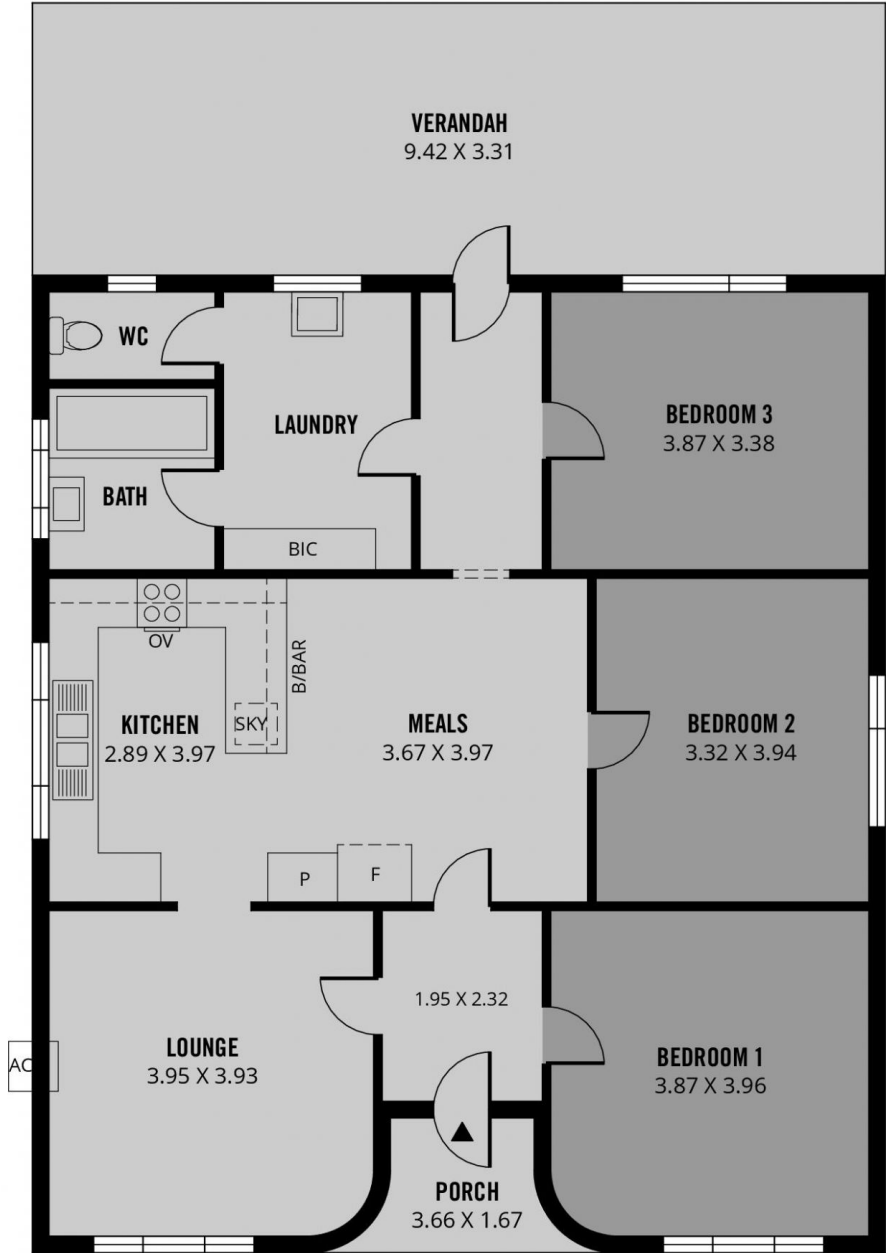 VERANDAH
9.42 X 3.31
WC
LAUNDRY
BEDROOM 3
3.87 X 3.38
BATH
BIC
OV
B/BAR
SKY
KITCHEN
2.89 X 3.97
MEALS
3.67 X 3.97
BEDROOM 2
3.32 X 3.94
P
F
1.95 X 2.32
LOUNGE
3.95 X 3.93
AC
BEDROOM 1
3.87 X 3.96
PORCH
3.66 X 1.67